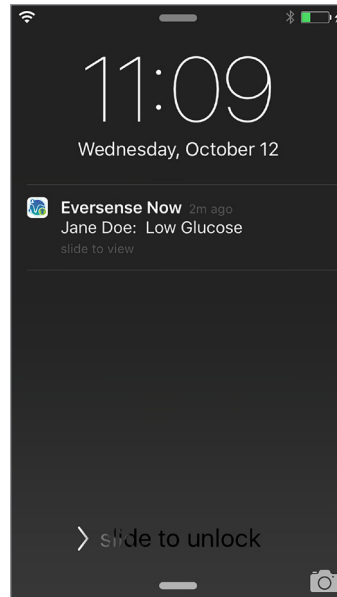 11:09
Wednesday, October 12
Eversense Now 2m ago
Jane Doe: Low Glucose
slide to view
slide to unlock